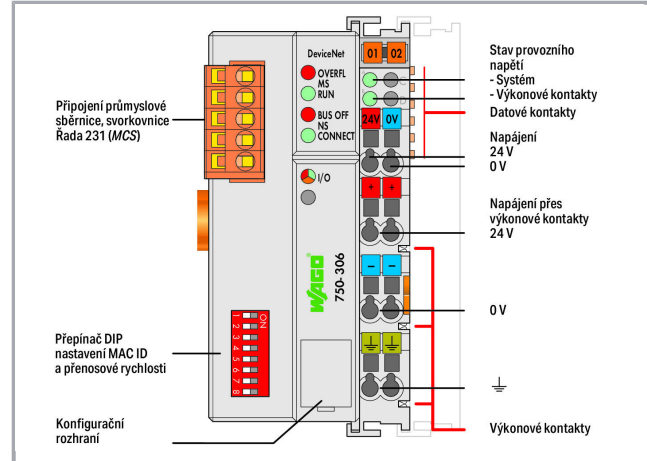 Připojení průmyslové
sběrnice, svorkovnice
Řada 231 (MCS)
Přepínač DIP
nastavení MAC ID
a přenosové rychlosti
Konfigurační
rozhraní
DeviceNet
OVERFL
MS
RUN
BUS OFF
NS
CONNECT
I/O
WAGO
750-306
ON
1
2
3
4
5
6
7
8
01 02
24V 0V
+ +
– –
Stav provozního
napětí
- Systém
- Výkonové kontakty
Datové kontakty
Napájení
24 V
0 V
Napájení přes
výkonové kontakty
24 V
0 V
Výkonové kontakty